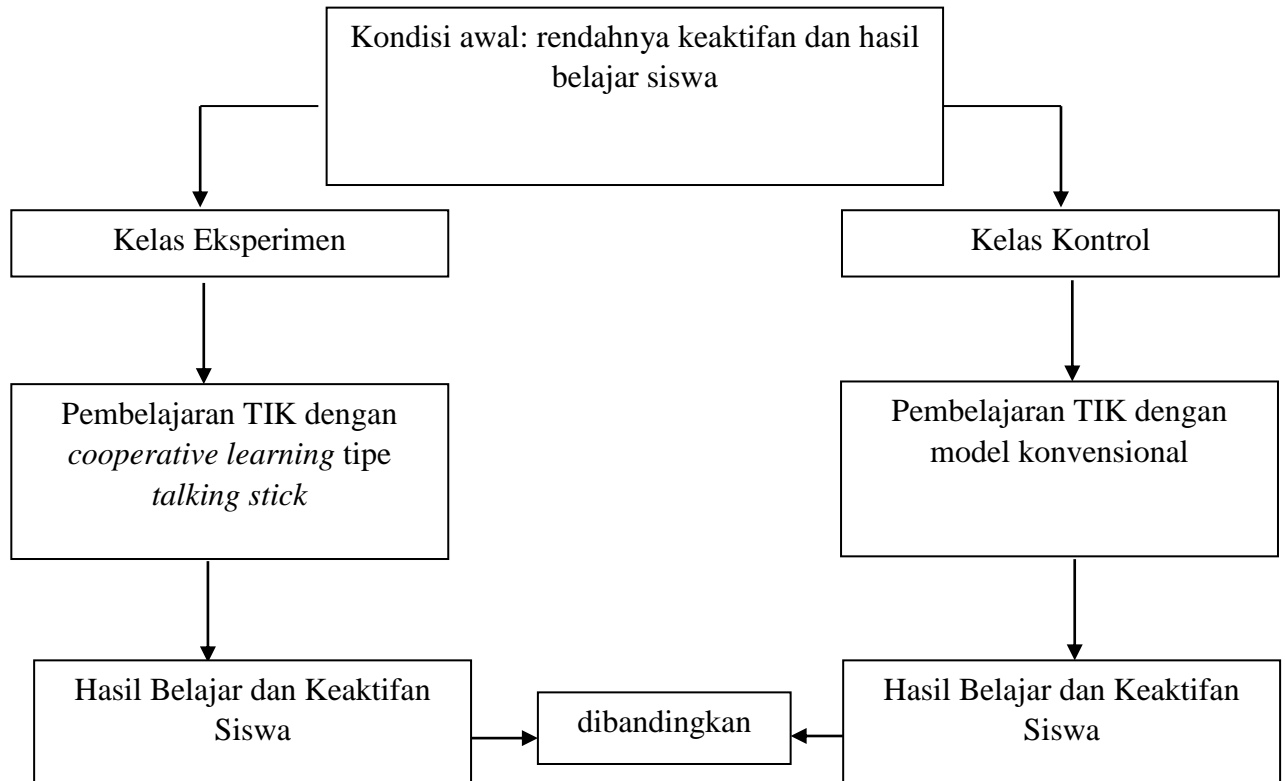 Kondisi awal: rendahnya keaktifan dan hasil
belajar siswa
Kelas Eksperimen
Kelas Kontrol
Pembelajaran TIK dengan
cooperative learning tipe
talking stick
Pembelajaran TIK dengan
model konvensional
Hasil Belajar dan Keaktifan
Siswa
dibandingkan
Hasil Belajar dan Keaktifan
Siswa